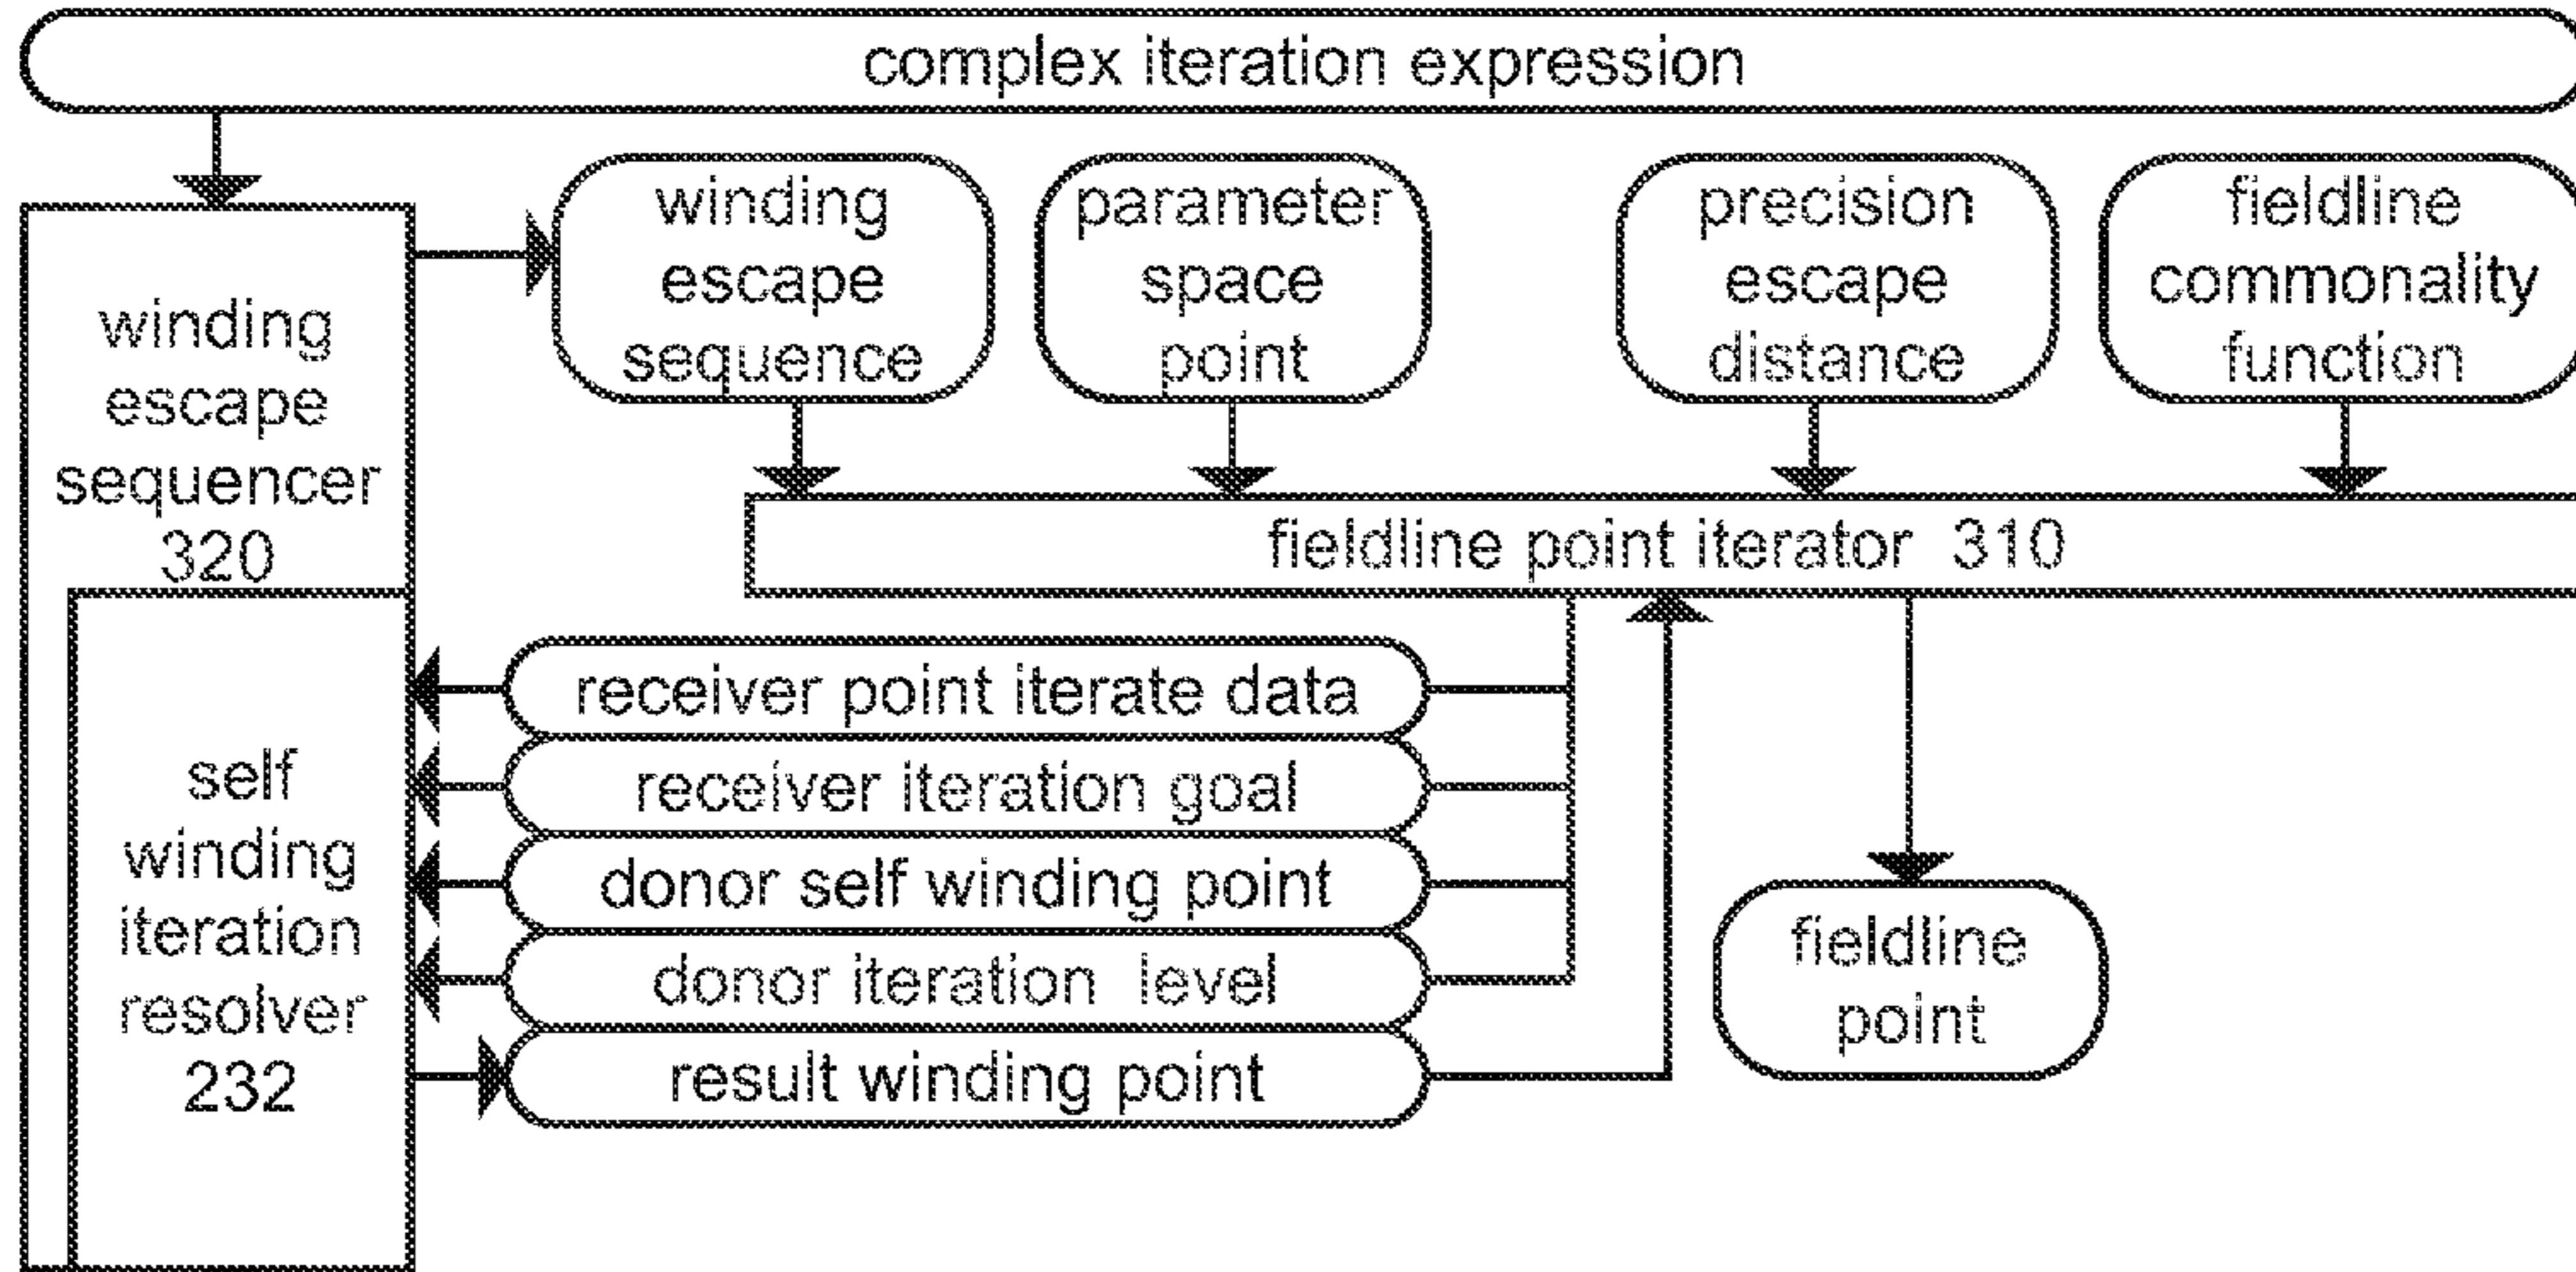 complex iteration expression
winding
escape
sequencer
320
winding
escape
sequence
parameter
space
point
precision
escape
distance
fieldline
commonality
function
fieldline point iterator 310
self
winding
iteration
resolver
232
receiver point iterate data
receiver iteration goal
donor self winding point
donor iteration level
result winding point
fieldline
point